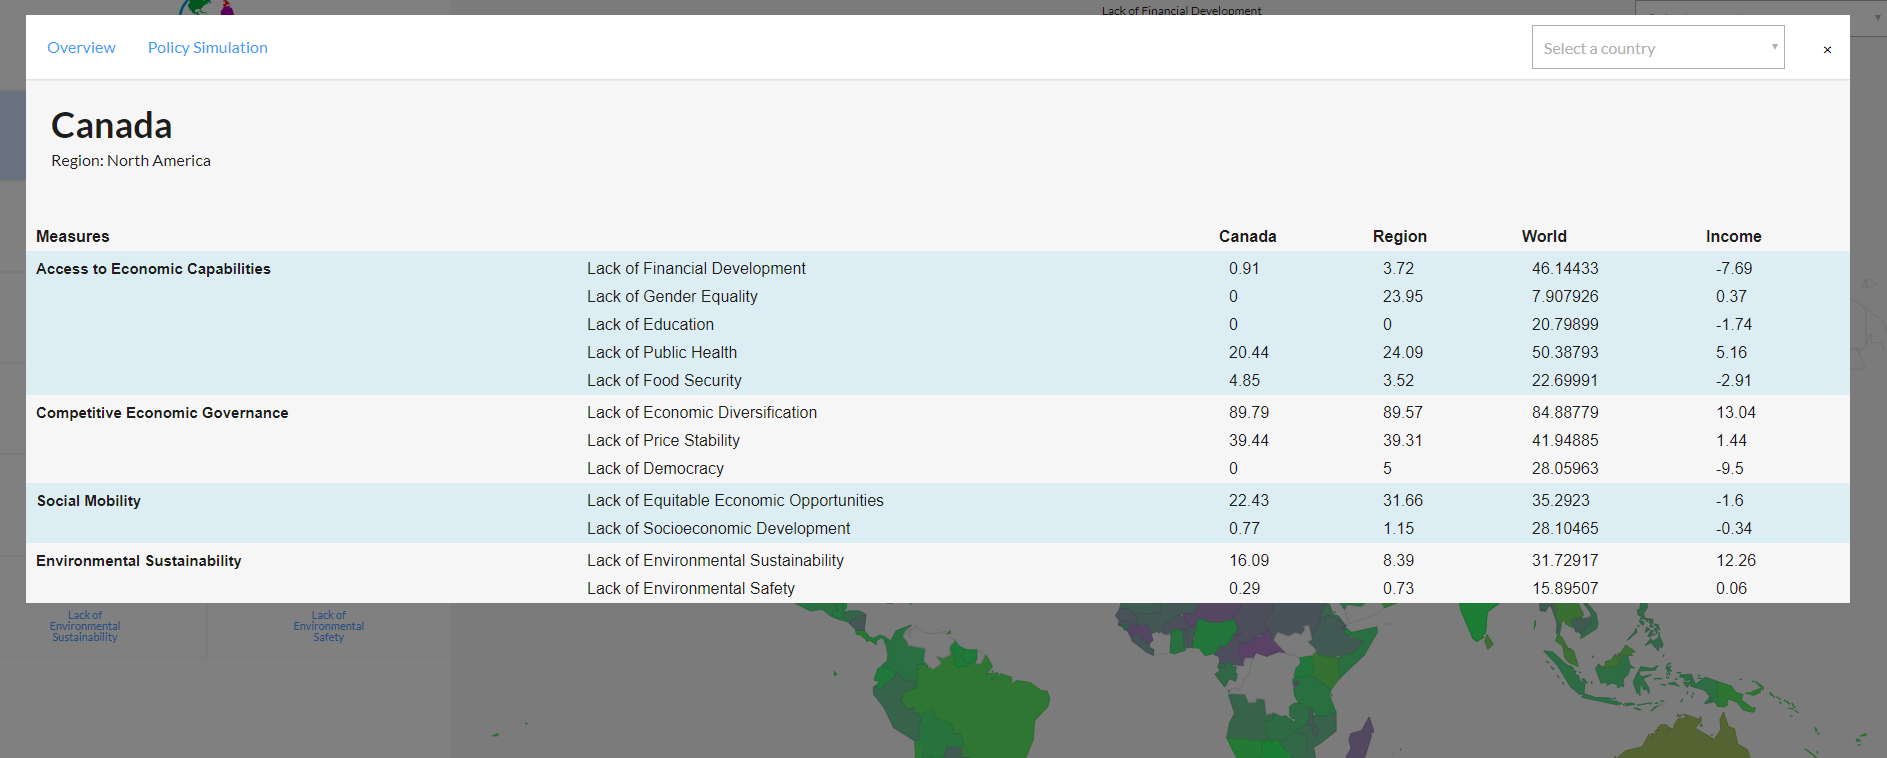 Lack of Financial Development
Overview Policy Simulation Select a country ×
Canada
Region: North America
Measures Canada Region World Income
Access to Economic Capabilities Lack of Financial Development 0.91 3.72 46.14433 -7.69
Lack of Gender Equality 0 23.95 7.907926 0.37
Lack of Education 0 0 20.79899 -1.74
Lack of Public Health 20.44 24.09 50.38793 5.16
Lack of Food Security 4.85 3.52 22.69991 -2.91
Competitive Economic Governance Lack of Economic Diversification 89.79 89.57 84.88779 13.04
Lack of Price Stability 39.44 39.31 41.94885 1.44
Lack of Democracy 0 5 28.05963 -9.5
Social Mobility Lack of Equitable Economic Opportunities 22.43 31.66 35.2923 -1.6
Lack of Socioeconomic Development 0.77 1.15 28.10465 -0.34
Environmental Sustainability Lack of Environmental Sustainability 16.09 8.39 31.72917 12.26
Lack of Environmental Safety 0.29 0.73 15.89507 0.06
Lack of
Environmental
Sustainability
Lack of
Environmental
Safety